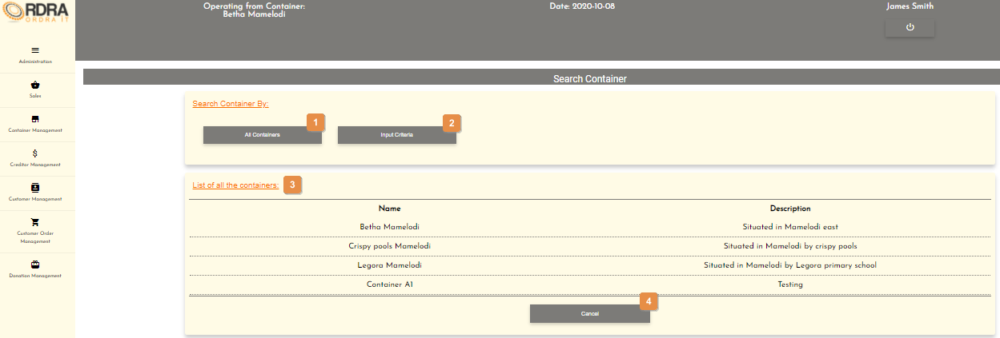 ORDRA
ORDRA IT
Operating from Container:
Betha Mamelodi
Date: 2020-10-08
James Smith
Administration
Sales
Container Management
Creditor Management
Customer Management
Customer Order
Management
Donation Management
Search Container
Search Container By:
1
2
All Containers
Input Criteria
List of all the containers:
3
Name Description
Betha Mamelodi Situated in Mamelodi east
Crispy pools Mamelodi Situated in Mamelodi by crispy pools
Legora Mamelodi Situated in Mamelodi by Legora primary school
Container A1 Testing
4
Cancel